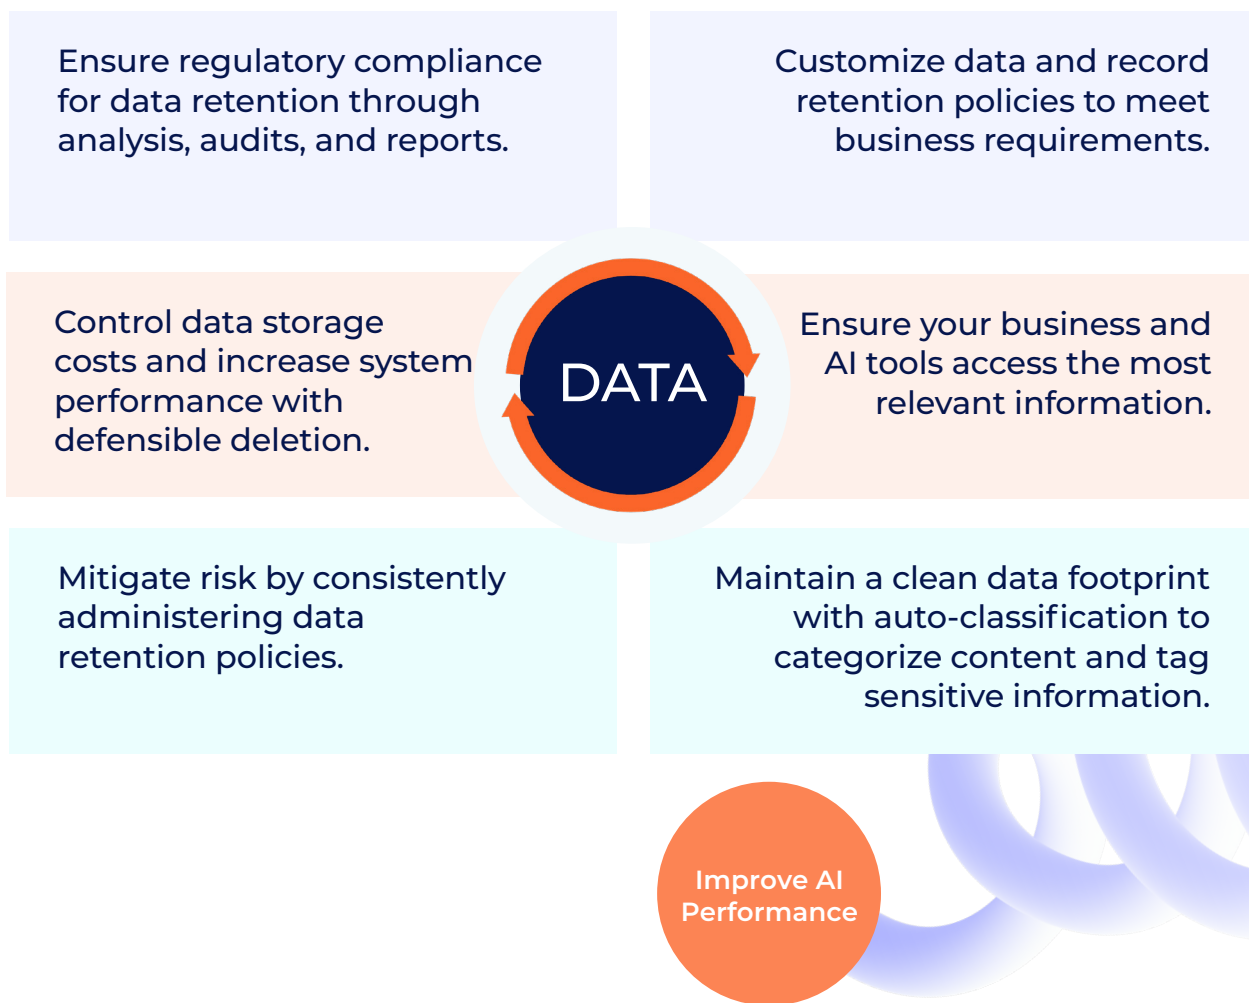 Ensure regulatory compliance
for data retention through
analysis, audits, and reports.
Customize data and record
retention policies to meet
business requirements.
Control data storage
costs and increase system
performance with
defensible deletion.
DATA
Ensure your business and
AI tools access the most
relevant information.
Mitigate risk by consistently
administering data
retention policies.
Maintain a clean data footprint
with auto-classification to
categorize content and tag
sensitive information.
Improve AI
Performance